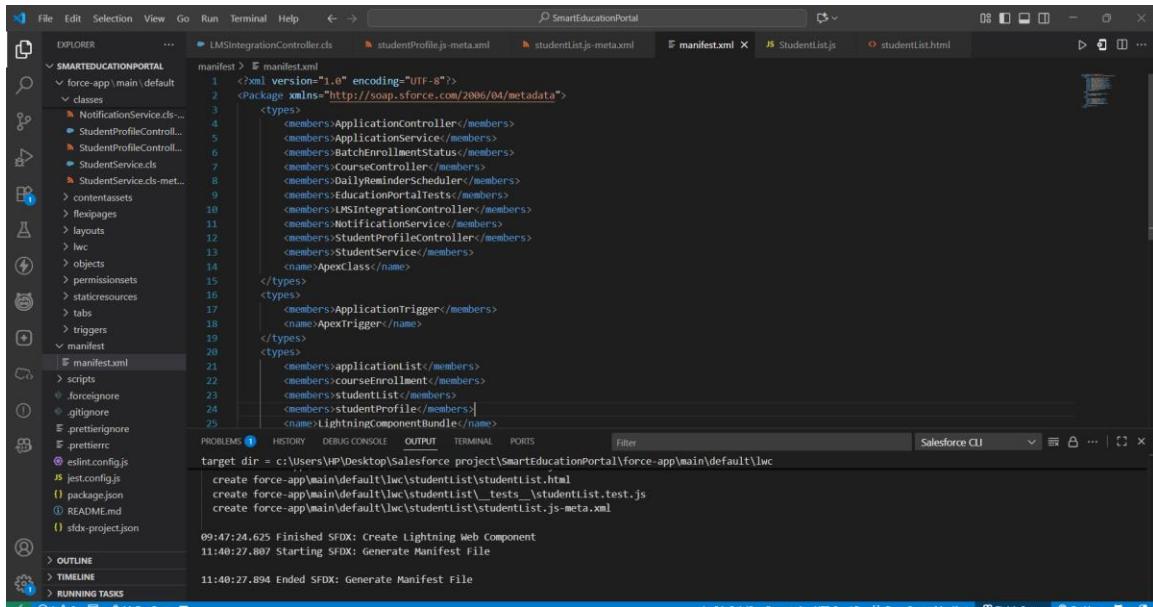 File Edit Selection View Go Run Terminal Help
SmartEducationPortal
EXPLORER
SMARTEDUCATIONPORTAL
force-app\main\default
classes
NotificationService.cls-...
StudentProfileControll...
StudentProfileControll...
StudentService.cls
StudentService.cls-met...
contentassets
flexipages
layouts
lwc
objects
permissionsets
staticresources
tabs
triggers
manifest
manifest.xml
scripts
.forceignore
.gitignore
.prettierignore
.prettierrc
eslint.config.js
JS jest.config.js
{} package.json
README.md
{} sfdx-project.json
OUTLINE
TIMELINE
RUNNING TASKS
LMSIntegrationController.cls studentProfile.js-meta.xml studentList.js-meta.xml manifest.xml JS StudentList.js studentList.html
manifest > manifest.xml
1 <?xml version="1.0" encoding="UTF-8"?>
2 <Package xmlns="http://soap.sforce.com/2006/04/metadata">
3 <types>
4 <members>ApplicationController</members>
5 <members>ApplicationService</members>
6 <members>BatchEnrollmentStatus</members>
7 <members>CourseController</members>
8 <members>DailyReminderScheduler</members>
9 <members>EducationPortalTests</members>
10 <members>LMSIntegrationController</members>
11 <members>NotificationService</members>
12 <members>StudentProfileController</members>
13 <members>StudentService</members>
14 <name>ApexClass</name>
15 </types>
16 <types>
17 <members>ApplicationTrigger</members>
18 <name>ApexTrigger</name>
19 </types>
20 <types>
21 <members>applicationList</members>
22 <members>courseEnrollment</members>
23 <members>studentList</members>
24 <members>studentProfile</members>
25 <name>LightningComponentBundle</name>
PROBLEMS 1 HISTORY DEBUG CONSOLE OUTPUT TERMINAL PORTS Filter Salesforce CLI
target dir = c:\Users\HP\Desktop\Salesforce project\SmartEducationPortal\force-app\main\default\lwc
create force-app\main\default\lwc\studentList\studentList.html
create force-app\main\default\lwc\studentList\__tests__\studentList.test.js
create force-app\main\default\lwc\studentList\studentList.js-meta.xml
09:47:24.625 Finished SFDX: Create Lightning Web Component
11:40:27.807 Starting SFDX: Generate Manifest File
11:40:27.894 Ended SFDX: Generate Manifest File